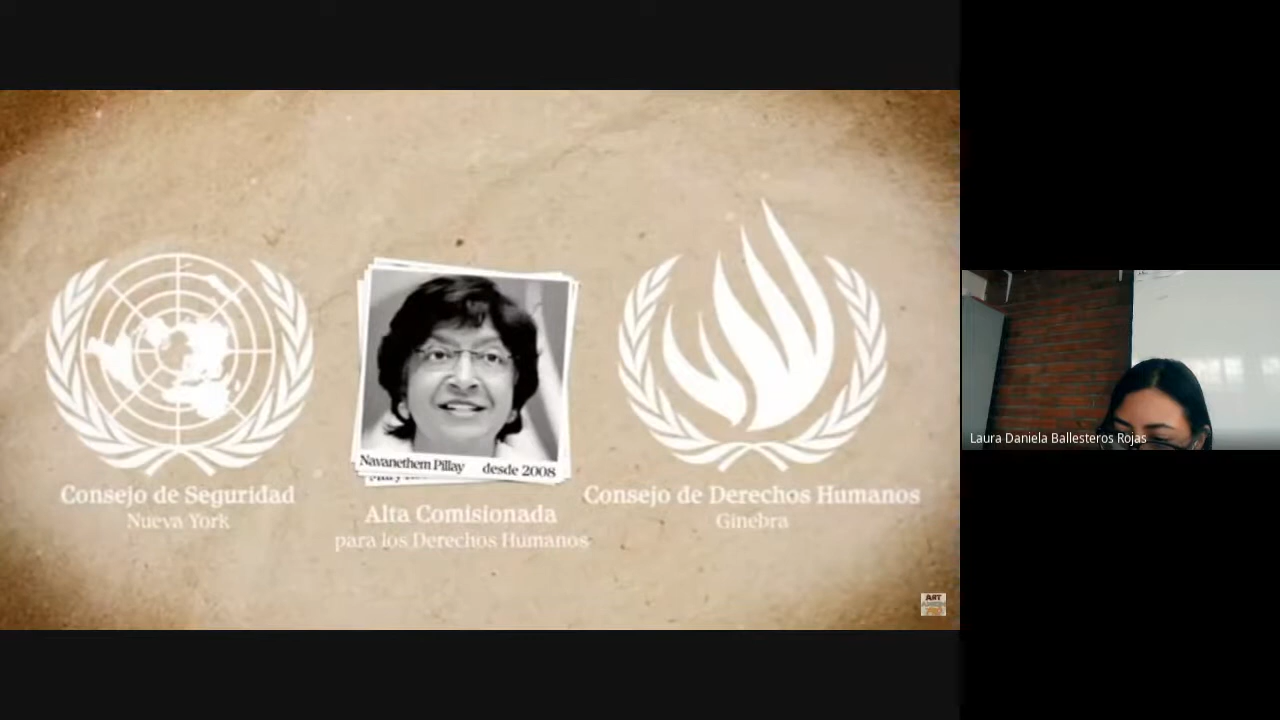 Navanethem Pillay desde 2008
Consejo de Seguridad
Nueva York
Alta Comisionada
para los Derechos Humanos
Consejo de Derechos Humanos
Ginebra
ART
Laura Daniela Ballesteros Rojas